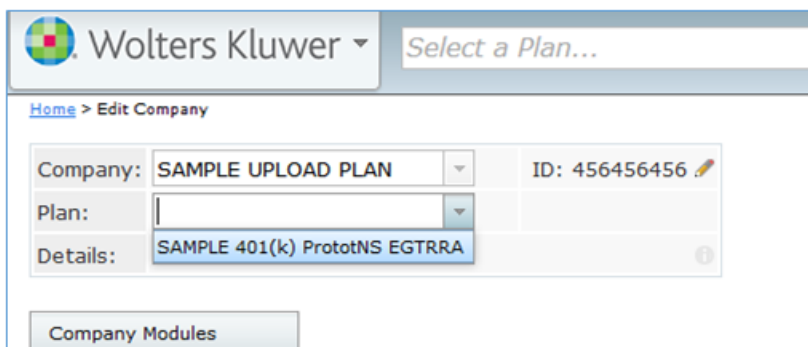 Wolters Kluwer Select a Plan...
Home > Edit Company
Company: SAMPLE UPLOAD PLAN ID: 456456456
Plan:
SAMPLE 401(k) PrototNS EGTRRA
Details:
Company Modules